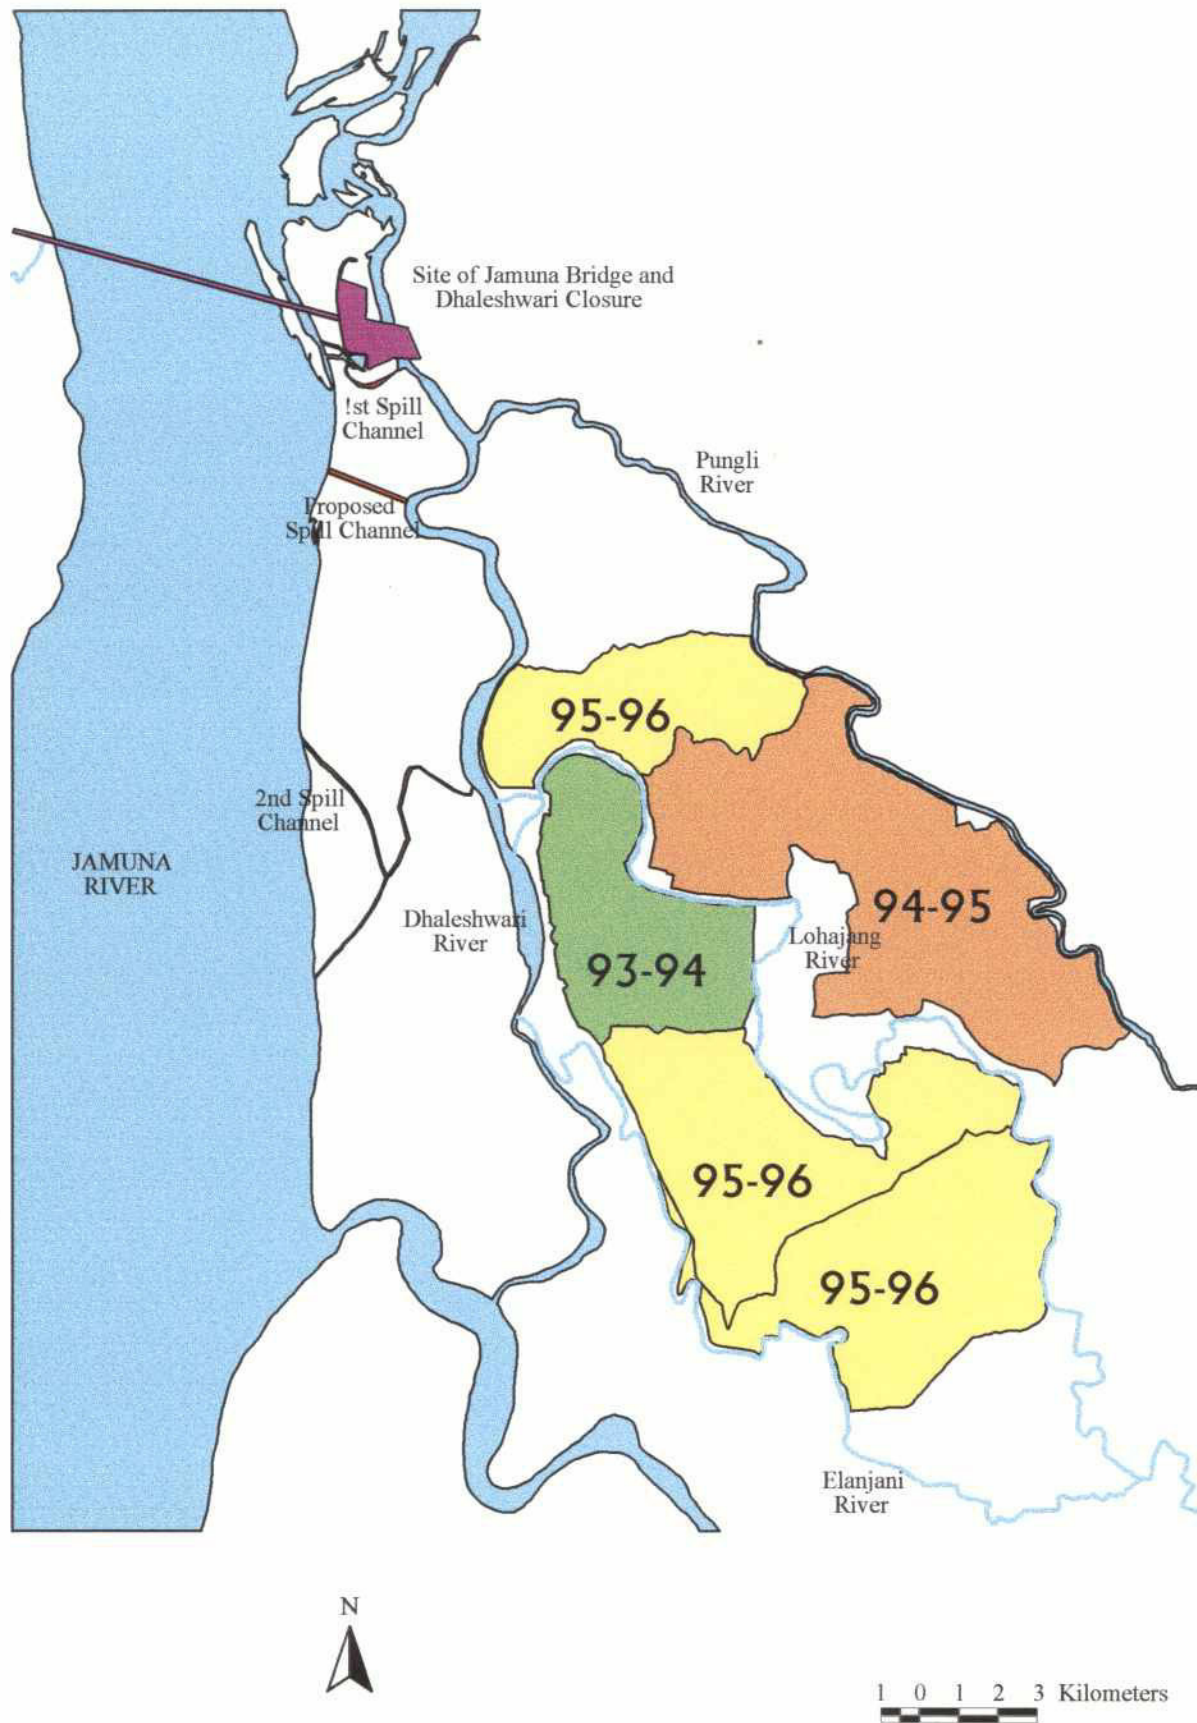 Site of Jamuna Bridge and
Dhaleshwari Closure
!st Spill
Channel
Pungli
River
Proposed
Spill Channel
95-96
2nd Spill
Channel
JAMUNA
RIVER
94-95
Dhaleshwari
River
Lohajang
River
93-94
95-96
95-96
Elanjani
River
N
1 0 1 2 3 Kilometers